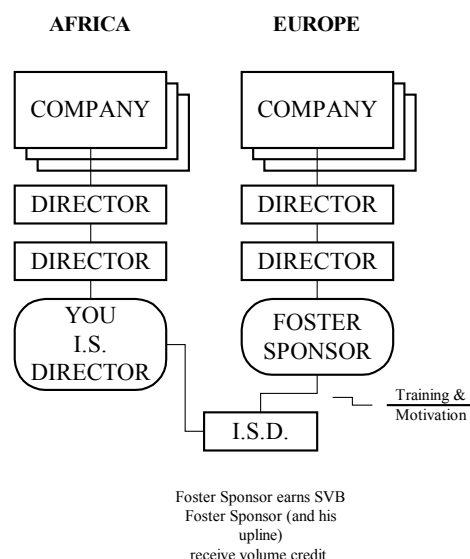 AFRICA
EUROPE
COMPANY
COMPANY
DIRECTOR
DIRECTOR
DIRECTOR
DIRECTOR
YOU
I.S.
DIRECTOR
FOSTER
SPONSOR
Training &
Motivation
I.S.D.
Foster Sponsor earns SVB
Foster Sponsor (and his
upline)
receive volume credit